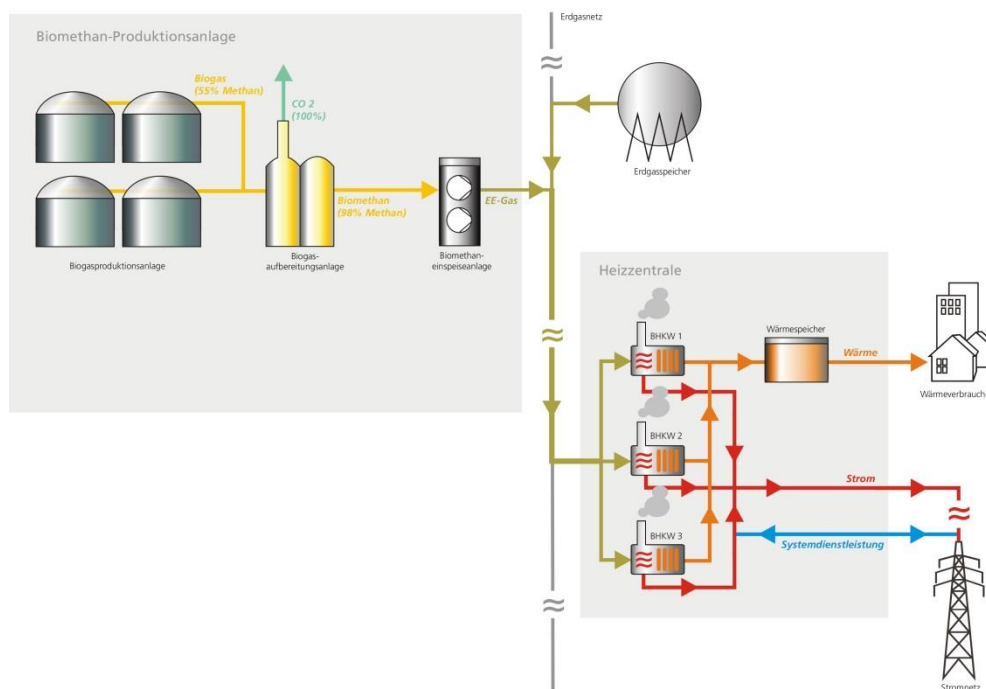 Erdgasnetz
Biomethan-Produktionsanlage
Biogas
(55% Methan)
CO 2
(100%)
Erdgasspeicher
Biomethan
(98% Methan)
EE-Gas
Biogasproduktionsanlage
Biogas-
aufbereitungsanlage
Biomethan-
einspeiseanlage
Heizzentrale
BHKW 1
Wärmespeicher
Wärme
Wärmeverbrauche
BHKW 2
Strom
BHKW 3
Systemdienstleistung
Stromnetz